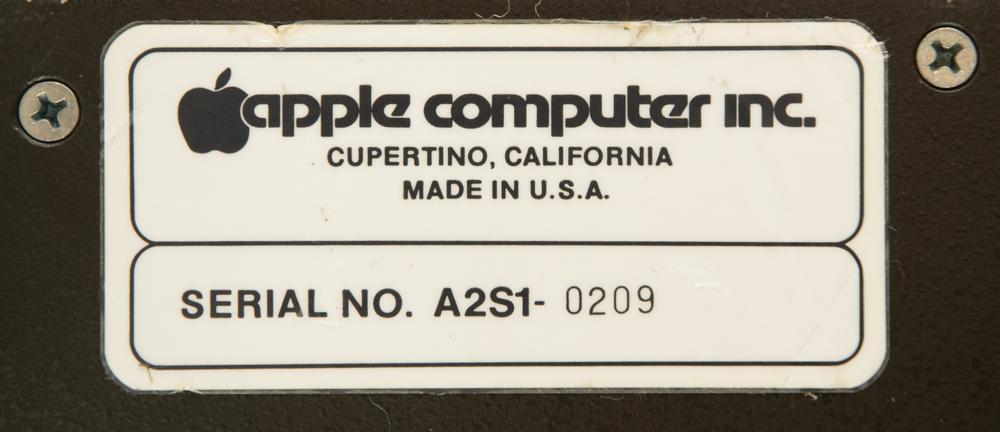 apple computer inc.
CUPERTINO, CALIFORNIA
MADE IN U.S.A.
SERIAL NO. A2S1- 0209